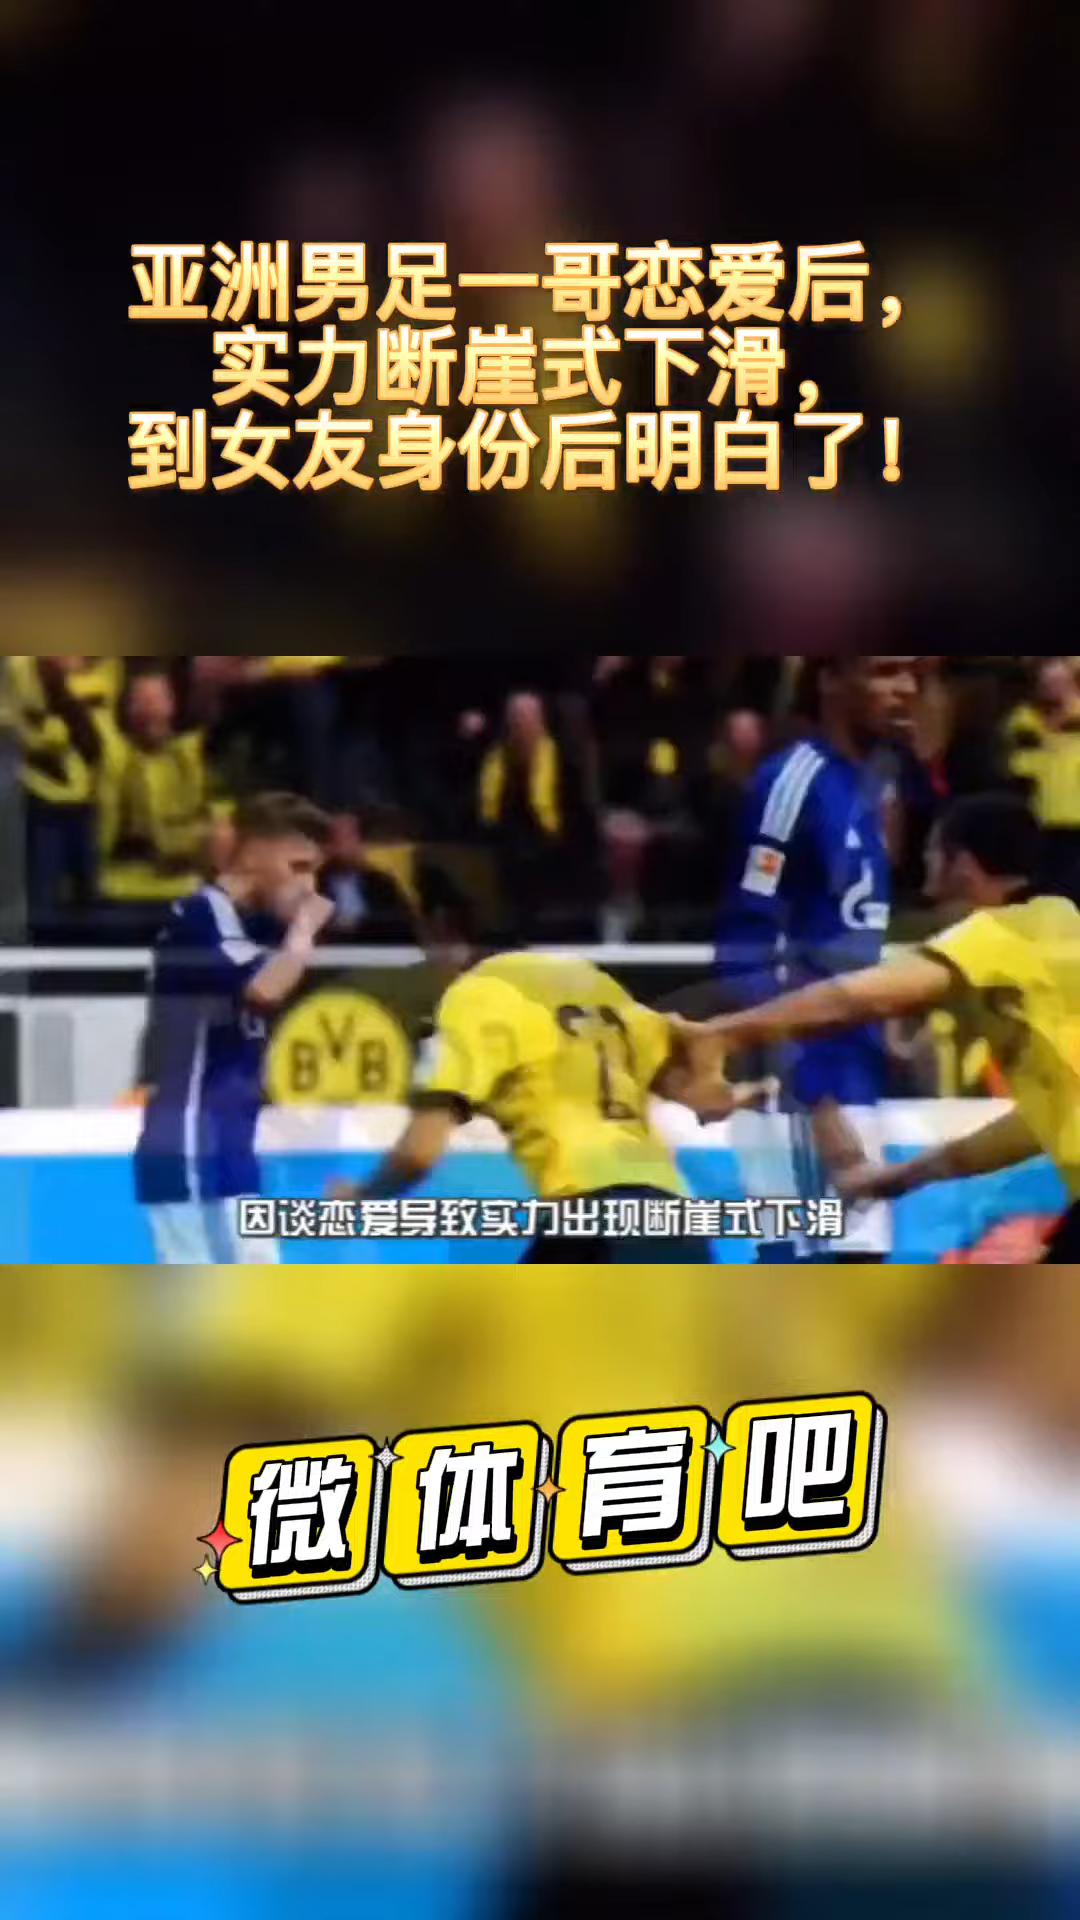 亚洲男足一哥恋爱后，
实力断崖式下滑，
到女友身份后明白了！
BVB
因谈恋爱导致实力出现断崖式下滑
微体育吧